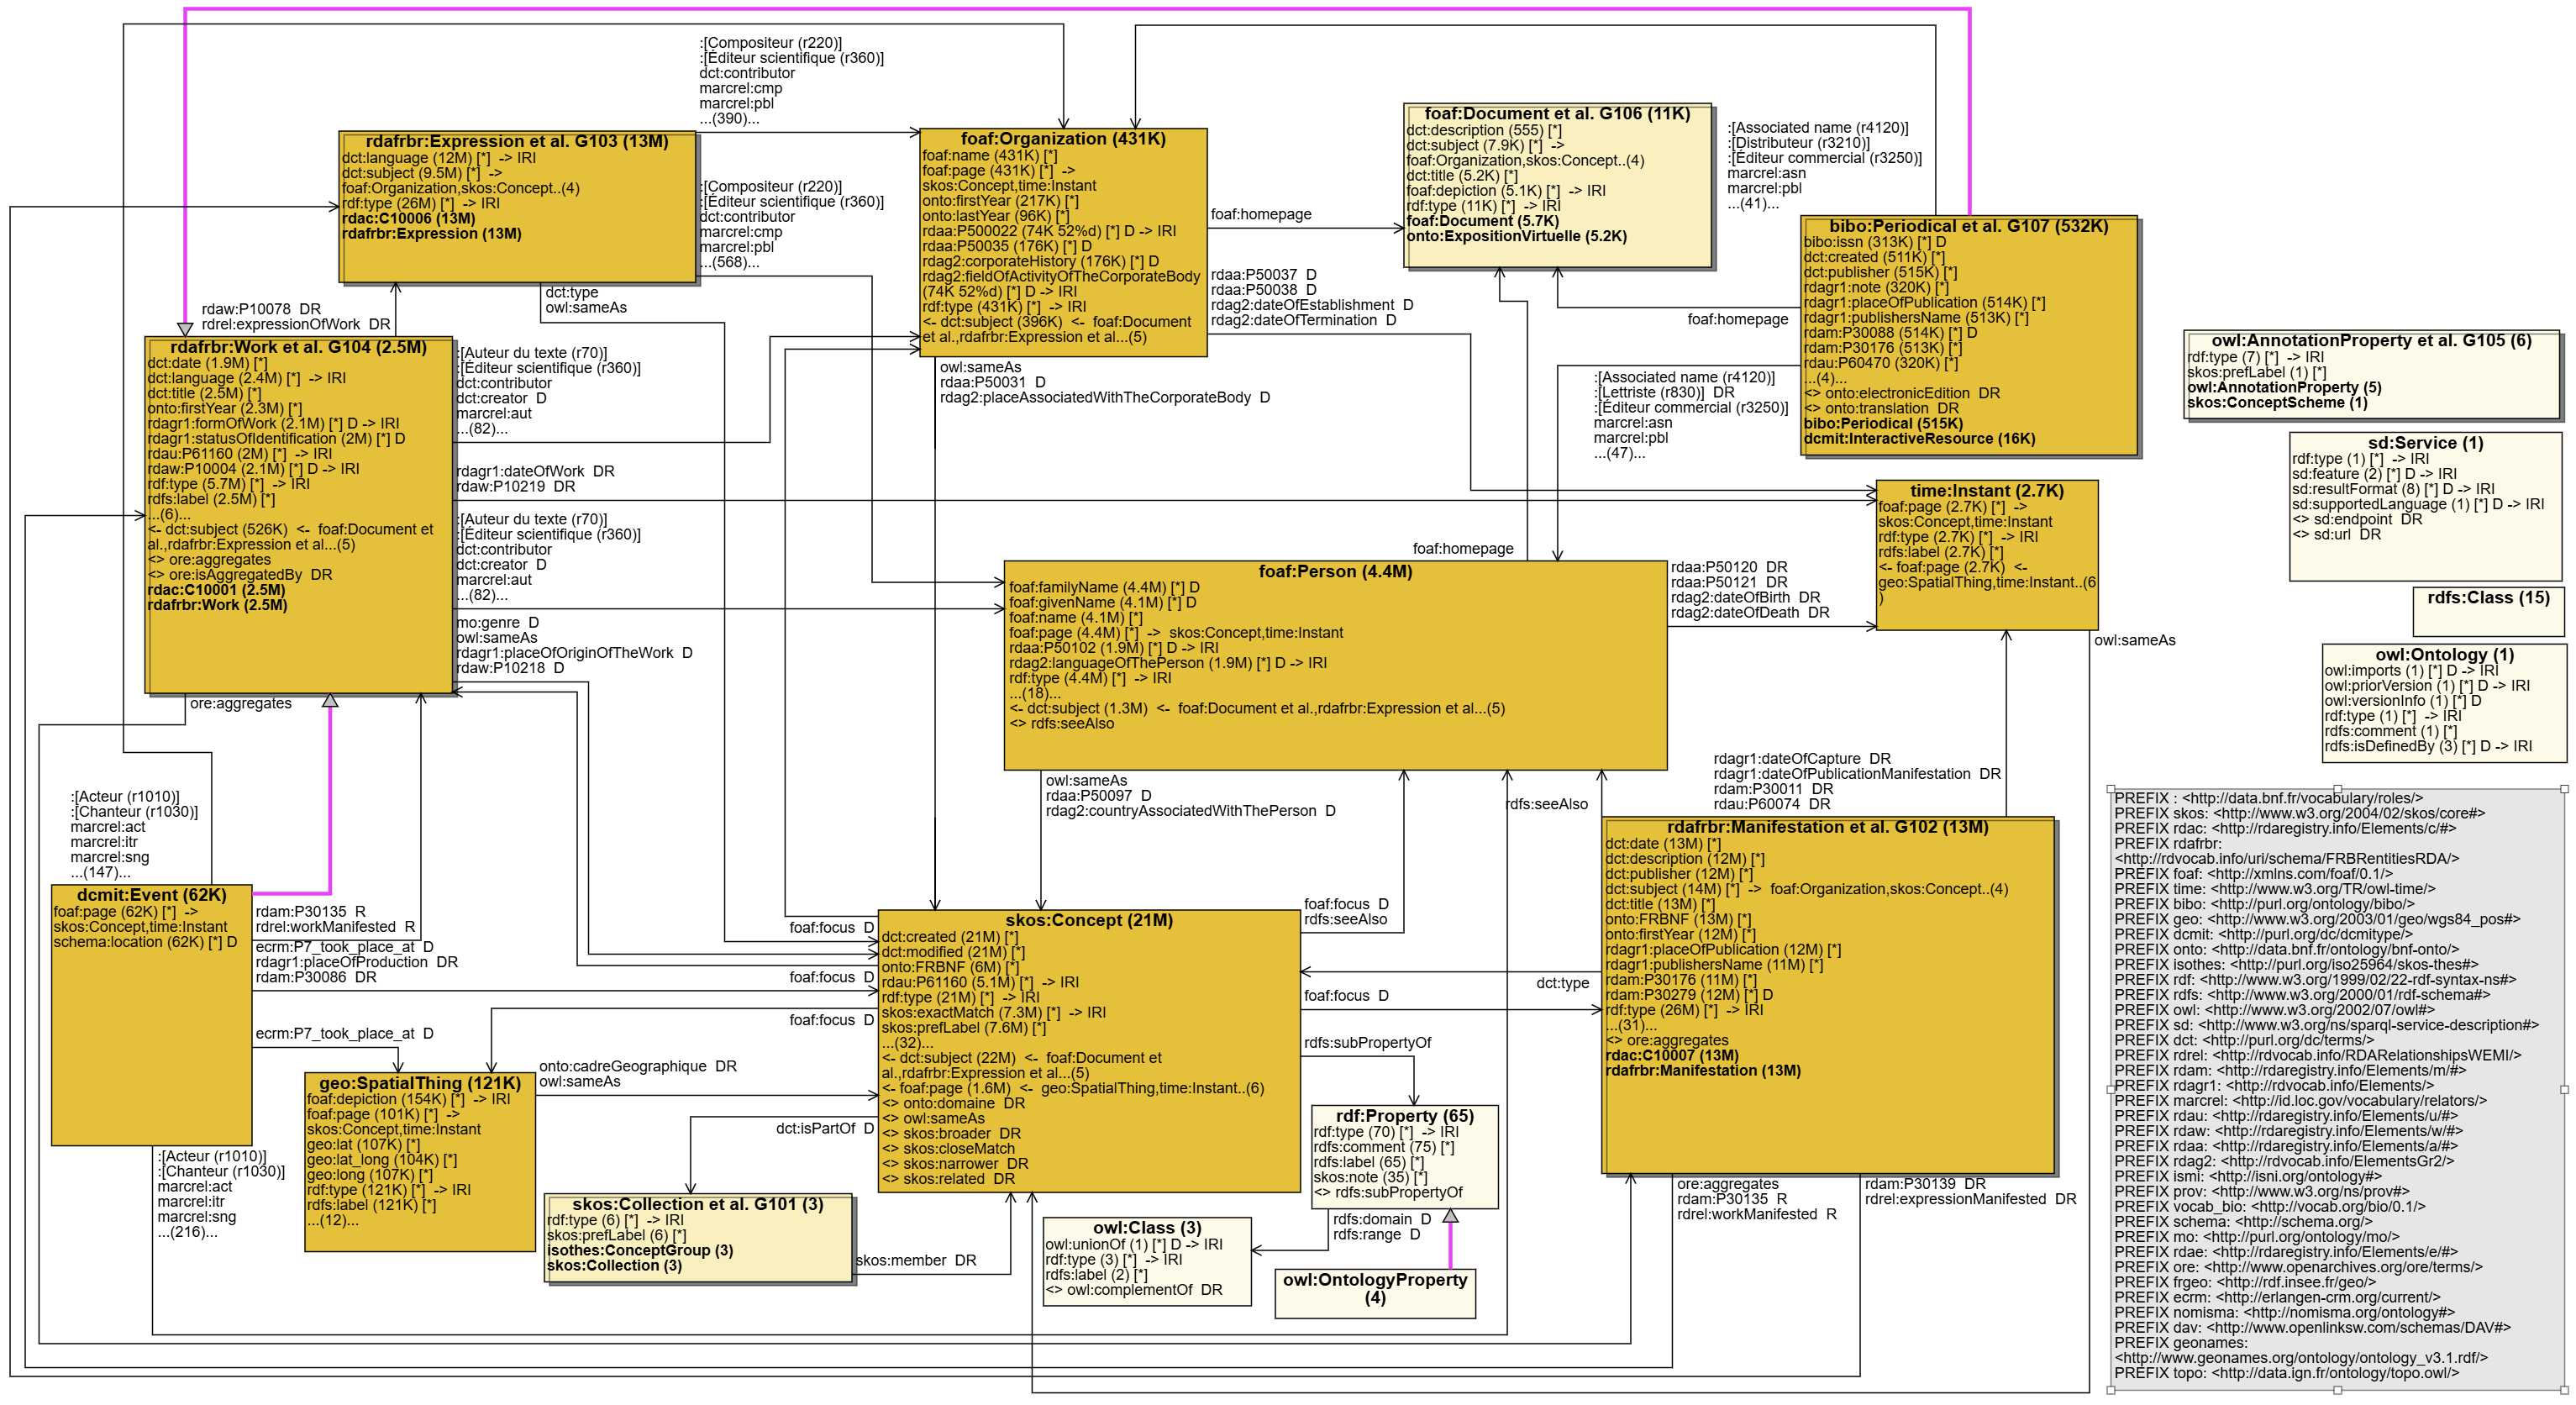 :[Compositeur (r220)]
:[Éditeur scientifique (r360)]
dct:contributor
marcrel:cmp
marcrel:pbl
...(390)...
rdafrbr:Expression et al. G103 (13M)
dct:language (12M) [*]  -> IRI
dct:subject (9.5M) [*]  ->
foaf:Organization,skos:Concept..(4)
rdf:type (26M) [*]  -> IRI
rdac:C10006 (13M)
rdafrbr:Expression (13M)
:[Compositeur (r220)]
:[Éditeur scientifique (r360)]
dct:contributor
marcrel:cmp
marcrel:pbl
...(568)...
dct:type
owl:sameAs
foaf:Organization (431K)
foaf:name (431K) [*]
foaf:page (431K) [*]  ->
skos:Concept,time:Instant
onto:firstYear (217K) [*]
onto:lastYear (96K) [*]
rdaa:P500022 (74K 52%d) [*] D -> IRI
rdaa:P50035 (176K) [*] D
rdag2:corporateHistory (176K) [*] D
rdag2:fieldOfActivityOfTheCorporateBody
(74K 52%d) [*] D -> IRI
rdf:type (431K) [*]  -> IRI
<- dct:subject (396K)  <-  foaf:Document
et al.,rdafrbr:Expression et al...(5)
foaf:homepage
rdaa:P50037  D
rdaa:P50038  D
rdag2:dateOfEstablishment  D
rdag2:dateOfTermination  D
owl:sameAs
rdaa:P50031  D
rdag2:placeAssociatedWithTheCorporateBody  D
foaf:Document et al. G106 (11K)
dct:description (555) [*]
dct:subject (7.9K) [*]  ->
foaf:Organization,skos:Concept..(4)
dct:title (5.2K) [*]
foaf:depiction (5.1K) [*]  -> IRI
rdf:type (11K) [*]  -> IRI
foaf:Document (5.7K)
onto:ExpositionVirtuelle (5.2K)
:[Associated name (r4120)]
:[Distributeur (r3210)]
:[Éditeur commercial (r3250)]
marcrel:asn
marcrel:pbl
...(41)...
bibo:Periodical et al. G107 (532K)
bibo:issn (313K) [*] D
dct:created (511K) [*]
dct:publisher (515K) [*]
rdagr1:note (320K) [*]
rdagr1:placeOfPublication (514K) [*]
rdagr1:publishersName (513K) [*]
rdam:P30088 (514K) [*] D
rdam:P30176 (513K) [*]
rdau:P60470 (320K) [*]
...(4)...
<> onto:electronicEdition  DR
<> onto:translation  DR
bibo:Periodical (515K)
dcmit:InteractiveResource (16K)
foaf:homepage
:[Associated name (r4120)]
:[Lettriste (r830)]  DR
:[Éditeur commercial (r3250)]
marcrel:asn
marcrel:pbl
...(47)...
owl:AnnotationProperty et al. G105 (6)
rdf:type (7) [*]  -> IRI
skos:prefLabel (1) [*]
owl:AnnotationProperty (5)
skos:ConceptScheme (1)
sd:Service (1)
rdf:type (1) [*]  -> IRI
sd:feature (2) [*] D -> IRI
sd:resultFormat (8) [*] D -> IRI
sd:supportedLanguage (1) [*] D -> IRI
<> sd:endpoint  DR
<> sd:url  DR
rdfs:Class (15)
owl:Ontology (1)
owl:imports (1) [*] D -> IRI
owl:priorVersion (1) [*] D -> IRI
owl:versionInfo (1) [*] D
rdf:type (1) [*]  -> IRI
rdfs:comment (1) [*]
rdfs:isDefinedBy (3) [*] D -> IRI
rdaw:P10078  DR
rdrel:expressionOfWork  DR
rdafrbr:Work et al. G104 (2.5M)
dct:date (1.9M) [*]
dct:language (2.4M) [*]  -> IRI
dct:title (2.5M) [*]
onto:firstYear (2.3M) [*]
rdagr1:formOfWork (2.1M) [*] D -> IRI
rdagr1:statusOfIdentification (2M) [*] D
rdau:P61160 (2M) [*]
rdaw:P10004 (2.1M) [*] D -> IRI
rdf:type (5.7M) [*]  -> IRI
rdfs:label (2.5M) [*]
...(6)...
<- dct:subject (526K)  <-  foaf:Document et
al.,rdafrbr:Expression et al...(5)
<> ore:aggregates
<> ore:isAggregatedBy  DR
rdac:C10001 (2.5M)
rdafrbr:Work (2.5M)
:[Auteur du texte (r70)]
:[Éditeur scientifique (r360)]
dct:contributor
dct:creator  D
marcrel:aut
...(82)...
rdagr1:dateOfWork  DR
rdaw:P10219  DR
:[Auteur du texte (r70)]
:[Éditeur scientifique (r360)]
dct:contributor
dct:creator  D
marcrel:aut
...(82)...
mo:genre  D
owl:sameAs
rdagr1:placeOfOriginOfTheWork  D
rdaw:P10218  D
ore:aggregates
time:Instant (2.7K)
foaf:page (2.7K) [*]  ->
skos:Concept,time:Instant
rdf:type (2.7K) [*]  -> IRI
rdfs:label (2.7K) [*]
<- foaf:page (2.7K)  <-
geo:SpatialThing,time:Instant..(6
)
owl:sameAs
foaf:homepage
foaf:Person (4.4M)
foaf:familyName (4.4M) [*] D
foaf:givenName (4.1M) [*] D
foaf:name (4.1M) [*]
foaf:page (4.4M) [*]  ->  skos:Concept,time:Instant
rdaa:P50102 (1.9M) [*] D -> IRI
rdag2:languageOfThePerson (1.9M) [*] D -> IRI
rdf:type (4.4M) [*]  -> IRI
...(18)...
<- dct:subject (1.3M)  <-  foaf:Document et al.,rdafrbr:Expression et al...(5)
<> rdfs:seeAlso
rdaa:P50120  DR
rdaa:P50121  DR
rdag2:dateOfBirth  DR
rdag2:dateOfDeath  DR
owl:sameAs
rdaa:P50097  D
rdag2:countryAssociatedWithThePerson  D
rdfs:seeAlso
rdagr1:dateOfCapture  DR
rdagr1:dateOfPublicationManifestation  DR
rdam:P30011  DR
rdau:P60074  DR
:[Acteur (r1010)]
:[Chanteur (r1030)]
marcrel:act
marcrel:itr
marcrel:sng
...(147)...
dcmit:Event (62K)
foaf:page (62K) [*]  ->
skos:Concept,time:Instant
schema:location (62K) [*] D
rdam:P30135  R
rdrel:workManifested  R
ecrm:P7_took_place_at  D
rdagr1:placeOfProduction  DR
rdam:P30086  DR
ecrm:P7_took_place_at  D
:[Acteur (r1010)]
:[Chanteur (r1030)]
marcrel:act
marcrel:itr
marcrel:sng
...(216)...
geo:SpatialThing (121K)
foaf:depiction (154K) [*]  -> IRI
foaf:page (101K) [*]  ->
skos:Concept,time:Instant
geo:lat (107K) [*]
geo:lat_long (104K) [*]
geo:long (107K) [*]
rdf:type (121K) [*]  -> IRI
rdfs:label (121K) [*]
...(12)...
onto:cadreGeographique  DR
owl:sameAs
foaf:focus  D
foaf:focus  D
foaf:focus  D
dct:isPartOf  D
skos:Concept (21M)
dct:created (21M) [*]
dct:modified (21M) [*]
onto:FRBNF (6M) [*]
rdau:P61160 (5.1M) [*]  -> IRI
rdf:type (21M) [*]  -> IRI
skos:exactMatch (7.3M) [*]  -> IRI
skos:prefLabel (7.6M) [*]
...(32)...
<- dct:subject (22M)  <-  foaf:Document et
al.,rdafrbr:Expression et al...(5)
<- foaf:page (1.6M)  <-  geo:SpatialThing,time:Instant..(6)
<> onto:domaine  DR
<> owl:sameAs
<> skos:broader  DR
<> skos:closeMatch
<> skos:narrower  DR
<> skos:related  DR
foaf:focus  D
rdfs:seeAlso
dct:type
foaf:focus  D
rdfs:subPropertyOf
skos:Collection et al. G101 (3)
rdf:type (6) [*]  -> IRI
skos:prefLabel (6) [*]
isothes:ConceptGroup (3)
skos:Collection (3)
skos:member  DR
rdf:Property (65)
rdf:type (70) [*]  -> IRI
rdfs:comment (75) [*]
rdfs:label (65) [*]
skos:note (35) [*]
<> rdfs:subPropertyOf
rdfs:domain  D
rdfs:range  D
owl:Class (3)
owl:unionOf (1) [*] D -> IRI
rdf:type (3) [*]  -> IRI
rdfs:label (2) [*]
<> owl:complementOf  DR
owl:OntologyProperty
(4)
rdafrbr:Manifestation et al. G102 (13M)
dct:date (13M) [*]
dct:description (12M) [*]
dct:publisher (12M) [*]
dct:subject (14M) [*]  ->  foaf:Organization,skos:Concept..(4)
dct:title (13M) [*]
onto:FRBNF (13M) [*]
onto:firstYear (12M) [*]
rdagr1:placeOfPublication (12M) [*]
rdagr1:publishersName (11M) [*]
rdam:P30176 (11M) [*]
rdam:P30279 (12M) [*] D
rdf:type (26M) [*]  -> IRI
...(31)...
<> ore:aggregates
rdac:C10007 (13M)
rdafrbr:Manifestation (13M)
ore:aggregates
rdam:P30135  R
rdrel:workManifested  R
rdam:P30139  DR
rdrel:expressionManifested  DR
PREFIX : <http://data.bnf.fr/vocabulary/roles/>
PREFIX skos: <http://www.w3.org/2004/02/skos/core#>
PREFIX rdac: <http://rdaregistry.info/Elements/c/#>
PREFIX rdafrbr:
<http://rdvocab.info/uri/schema/FRBRentitiesRDA/>
PREFIX foaf: <http://xmlns.com/foaf/0.1/>
PREFIX time: <http://www.w3.org/TR/owl-time/>
PREFIX bibo: <http://purl.org/ontology/bibo/>
PREFIX geo: <http://www.w3.org/2003/01/geo/wgs84_pos#>
PREFIX dcmit: <http://purl.org/dc/dcmitype/>
PREFIX onto: <http://data.bnf.fr/ontology/bnf-onto/>
PREFIX isothes: <http://purl.org/iso25964/skos-thes#>
PREFIX rdf: <http://www.w3.org/1999/02/22-rdf-syntax-ns#>
PREFIX rdfs: <http://www.w3.org/2000/01/rdf-schema#>
PREFIX owl: <http://www.w3.org/2002/07/owl#>
PREFIX sd: <http://www.w3.org/ns/sparql-service-description#>
PREFIX dct: <http://purl.org/dc/terms/>
PREFIX rdrel: <http://rdvocab.info/RDARelationshipsWEMI/>
PREFIX rdam: <http://rdaregistry.info/Elements/m/#>
PREFIX rdagr1: <http://rdvocab.info/Elements/>
PREFIX marcrel: <http://id.loc.gov/vocabulary/relators/>
PREFIX rdau: <http://rdaregistry.info/Elements/u/#>
PREFIX rdaw: <http://rdaregistry.info/Elements/w/#>
PREFIX rdaa: <http://rdaregistry.info/Elements/a/#>
PREFIX rdag2: <http://rdvocab.info/ElementsGr2/>
PREFIX ismi: <http://isni.org/ontology#>
PREFIX prov: <http://www.w3.org/ns/prov#>
PREFIX vocab_bio: <http://vocab.org/bio/0.1/>
PREFIX schema: <http://schema.org/>
PREFIX mo: <http://purl.org/ontology/mo/>
PREFIX rdae: <http://rdaregistry.info/Elements/e/#>
PREFIX ore: <http://www.openarchives.org/ore/terms/>
PREFIX frgeo: <http://rdf.insee.fr/geo/>
PREFIX ecrm: <http://erlangen-crm.org/current/>
PREFIX nomisma: <http://nomisma.org/ontology#>
PREFIX dav: <http://www.openlinksw.com/schemas/DAV#>
PREFIX geonames:
<http://www.geonames.org/ontology/ontology_v3.1.rdf/>
PREFIX topo: <http://data.ign.fr/ontology/topo.owl/>